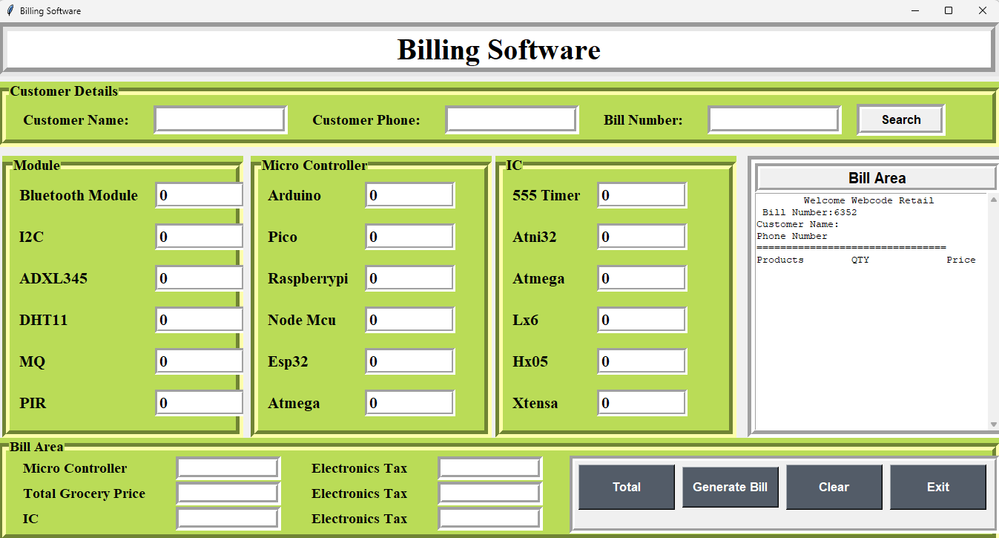 Billing Software
Billing Software
Customer Details
Customer Name: Customer Phone: Bill Number: Search
Module
Bluetooth Module 0
I2C 0
ADXL345 0
DHT11 0
MQ 0
PIR 0
Micro Controller
Arduino 0
Pico 0
Raspberrypi 0
Node Mcu 0
Esp32 0
Atmega 0
IC
555 Timer 0
Atni32 0
Atmega 0
Lx6 0
Hx05 0
Xtensa 0
Bill Area
Welcome Webcode Retail
Bill Number:6352
Customer Name:
Phone Number
================================
Products QTY Price
Bill Area
Micro Controller Electronics Tax
Total Grocery Price Electronics Tax
IC Electronics Tax
Total Generate Bill Clear Exit